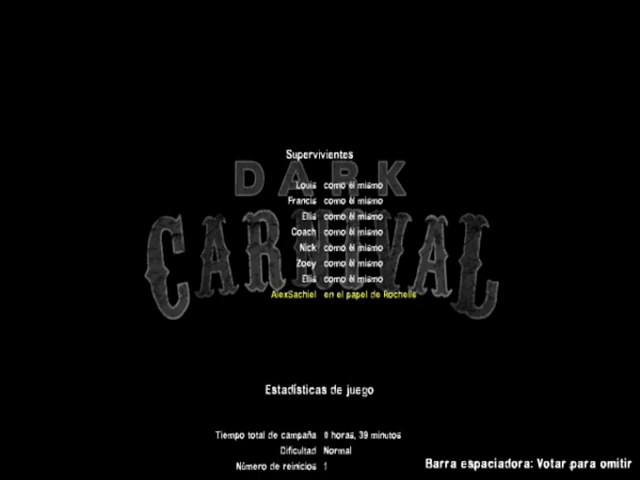 Supervivientes
DARK
CARNIVAL
Louis como él mismo
Francis como él mismo
Ellis como él mismo
Coach como él mismo
Nick como él mismo
Zoey como él mismo
Ellis como él mismo
AlexSachiel en el papel de Rochelle
Estadísticas de juego
Tiempo total de campaña 0 horas, 39 minutos
Dificultad Normal
Número de reinicios 1
Barra espaciadora: Votar para omitir